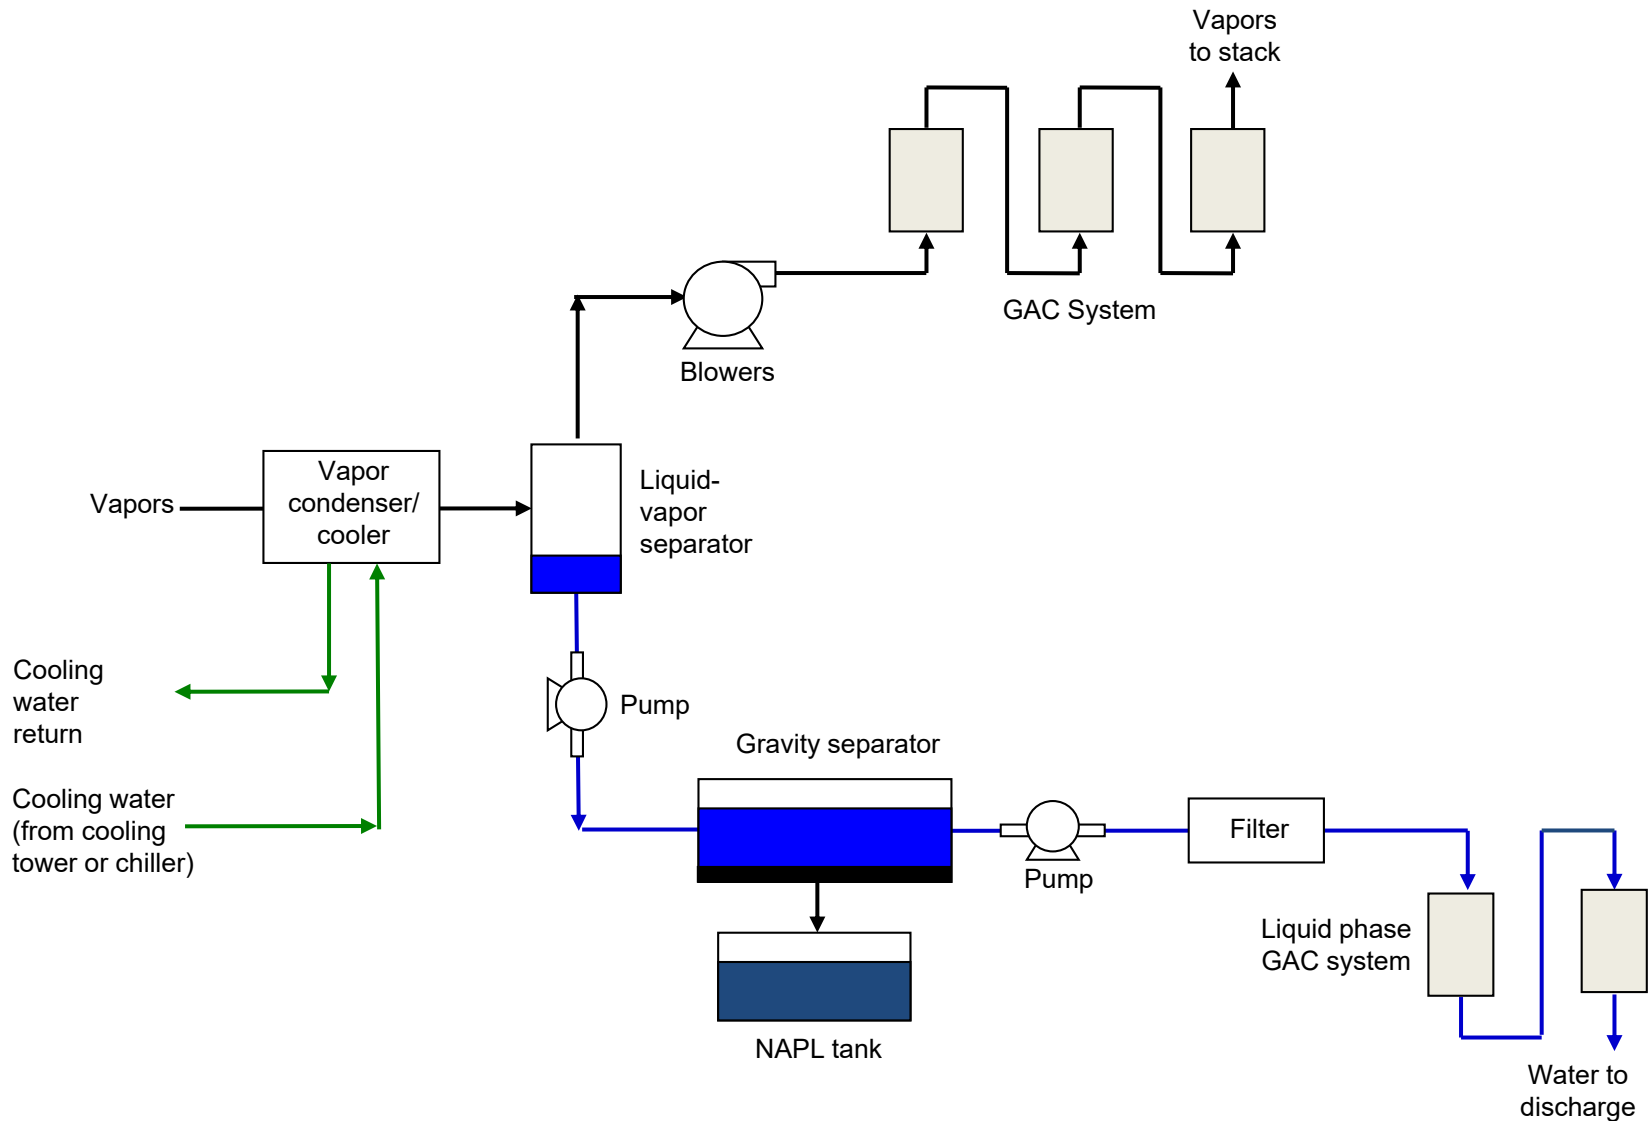 Vapors
to stack
GAC System
Blowers
Vapor
condenser/
cooler
Vapors
Liquid-
vapor
separator
Cooling
water
return
Pump
Gravity separator
Cooling water
(from cooling
tower or chiller)
Filter
Pump
Liquid phase
GAC system
NAPL tank
Water to
discharge